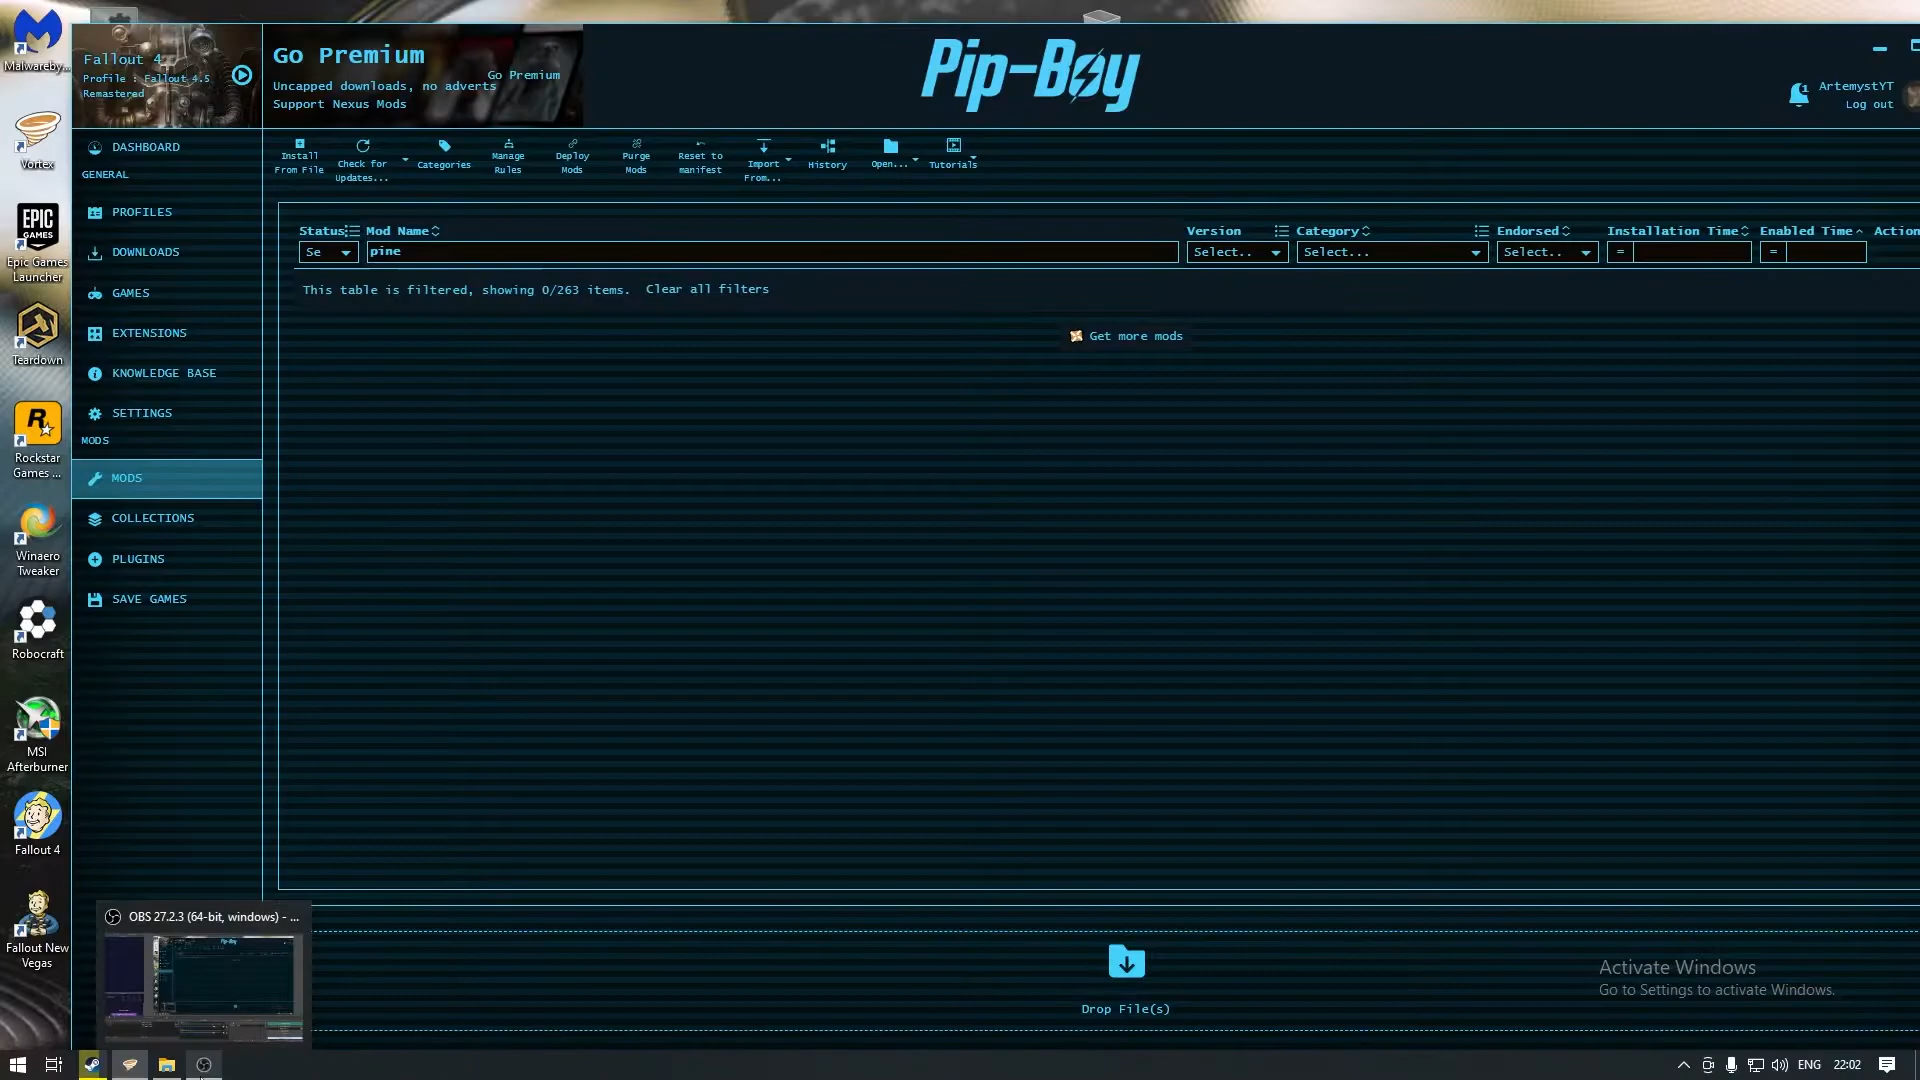 Malwareby...
Vortex
Epic Games
Launcher
Teardown
Rockstar
Games ...
Winaero
Tweaker
Robocraft
MSI
Afterburner
Fallout 4
Fallout New
Vegas
Fallout 4
Profile : Fallout 4.5
Remastered
Go Premium
Go Premium
Uncapped downloads, no adverts
Support Nexus Mods
Pip-Boy
1
ArtemystYT
Log out
DASHBOARD
GENERAL
PROFILES
DOWNLOADS
GAMES
EXTENSIONS
KNOWLEDGE BASE
SETTINGS
MODS
MODS
COLLECTIONS
PLUGINS
SAVE GAMES
Install
From File
Check for
Updates...
Categories
Manage
Rules
Deploy
Mods
Purge
Mods
Reset to
manifest
Import
From...
History
Open...
Tutorials
Status Mod Name Version Category Endorsed Installation Time Enabled Time Action
Se pine Select.. Select... Select.. = =
This table is filtered, showing 0/263 items. Clear all filters
Get more mods
OBS 27.2.3 (64-bit, windows) - ...
Drop File(s)
Activate Windows
Go to Settings to activate Windows.
ENG 22:02